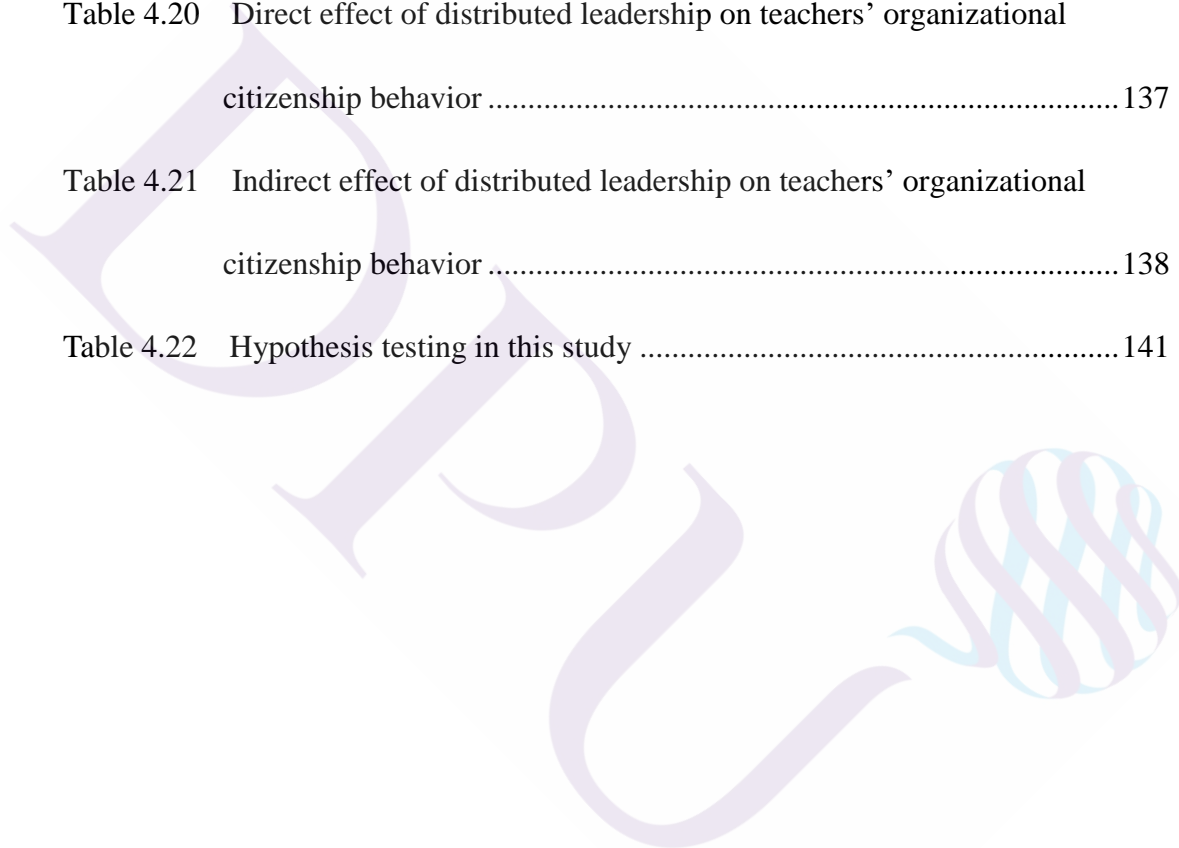 Table 4.20 Direct effect of distributed leadership on teachers’ organizational
citizenship behavior ......................................................................... 137
Table 4.21 Indirect effect of distributed leadership on teachers’ organizational
citizenship behavior ......................................................................... 138
Table 4.22 Hypothesis testing in this study ........................................................ 141
DPU